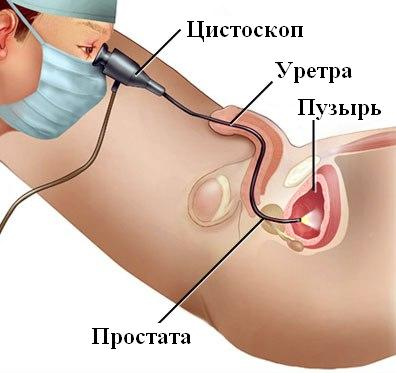 Цистоскоп
Уретра
Пузырь
Простата